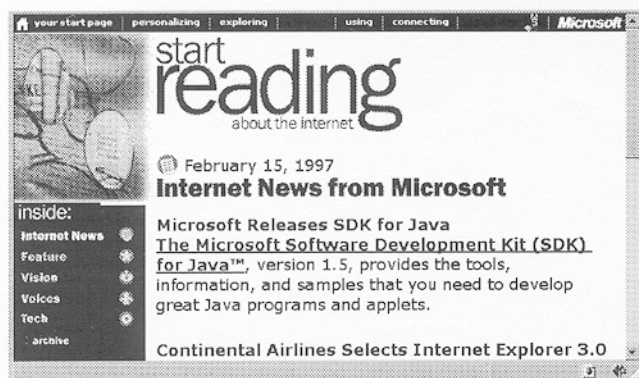 your start page personalizing exploring using connecting Microsoft
start
reading
about the internet
February 15, 1997
Internet News from Microsoft
inside:
Internet News
Feature
Vision
Voices
Tech
archive
Microsoft Releases SDK for Java
The Microsoft Software Development Kit (SDK)
for Java™, version 1.5, provides the tools,
information, and samples that you need to develop
great Java programs and applets.
Continental Airlines Selects Internet Explorer 3.0